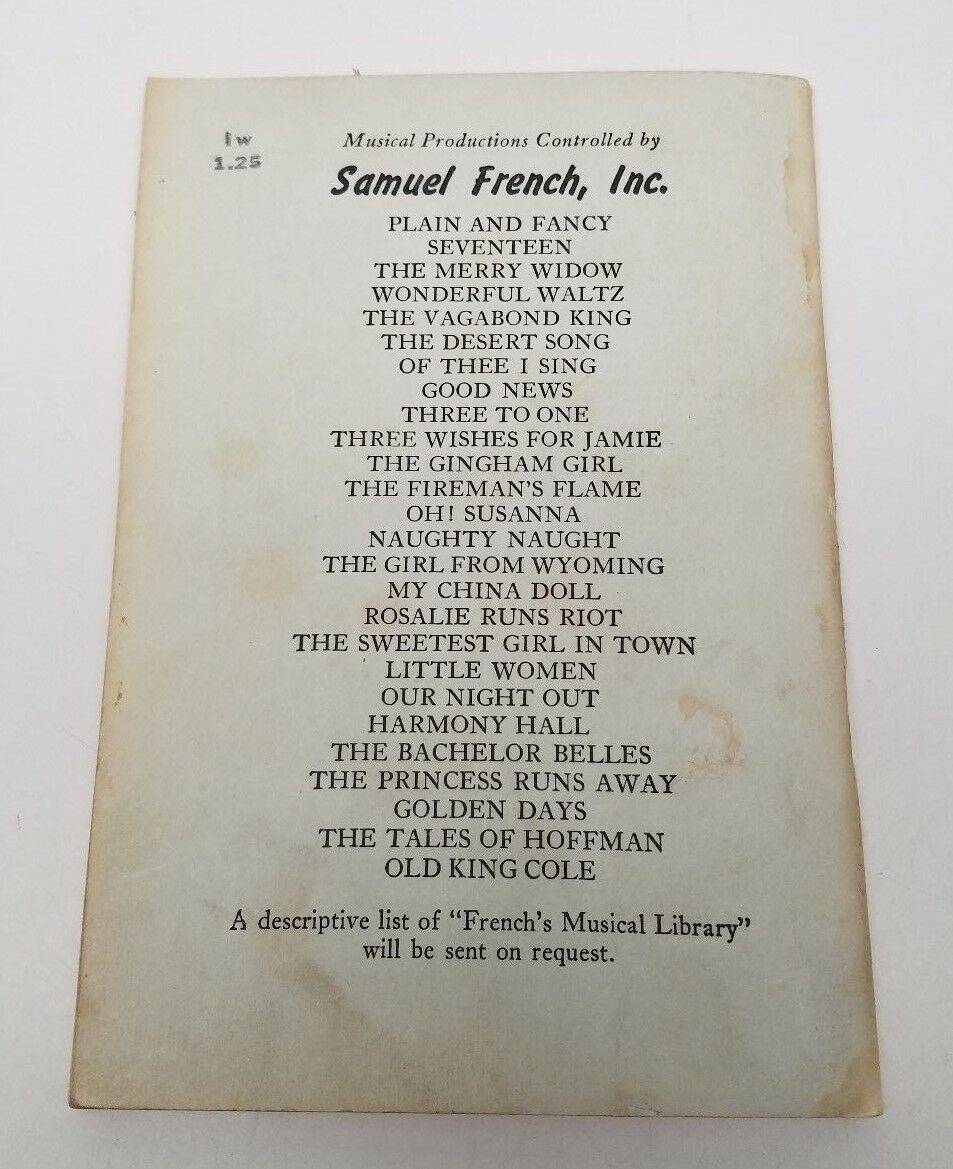 lw
1.25
Musical Productions Controlled by
Samuel French, Inc.
PLAIN AND FANCY
SEVENTEEN
THE MERRY WIDOW
WONDERFUL WALTZ
THE VAGABOND KING
THE DESERT SONG
OF THEE I SING
GOOD NEWS
THREE TO ONE
THREE WISHES FOR JAMIE
THE GINGHAM GIRL
THE FIREMAN'S FLAME
OH! SUSANNA
NAUGHTY NAUGHT
THE GIRL FROM WYOMING
MY CHINA DOLL
ROSALIE RUNS RIOT
THE SWEETEST GIRL IN TOWN
LITTLE WOMEN
OUR NIGHT OUT
HARMONY HALL
THE BACHELOR BELLES
THE PRINCESS RUNS AWAY
GOLDEN DAYS
THE TALES OF HOFFMAN
OLD KING COLE
A descriptive list of "French's Musical Library"
will be sent on request.